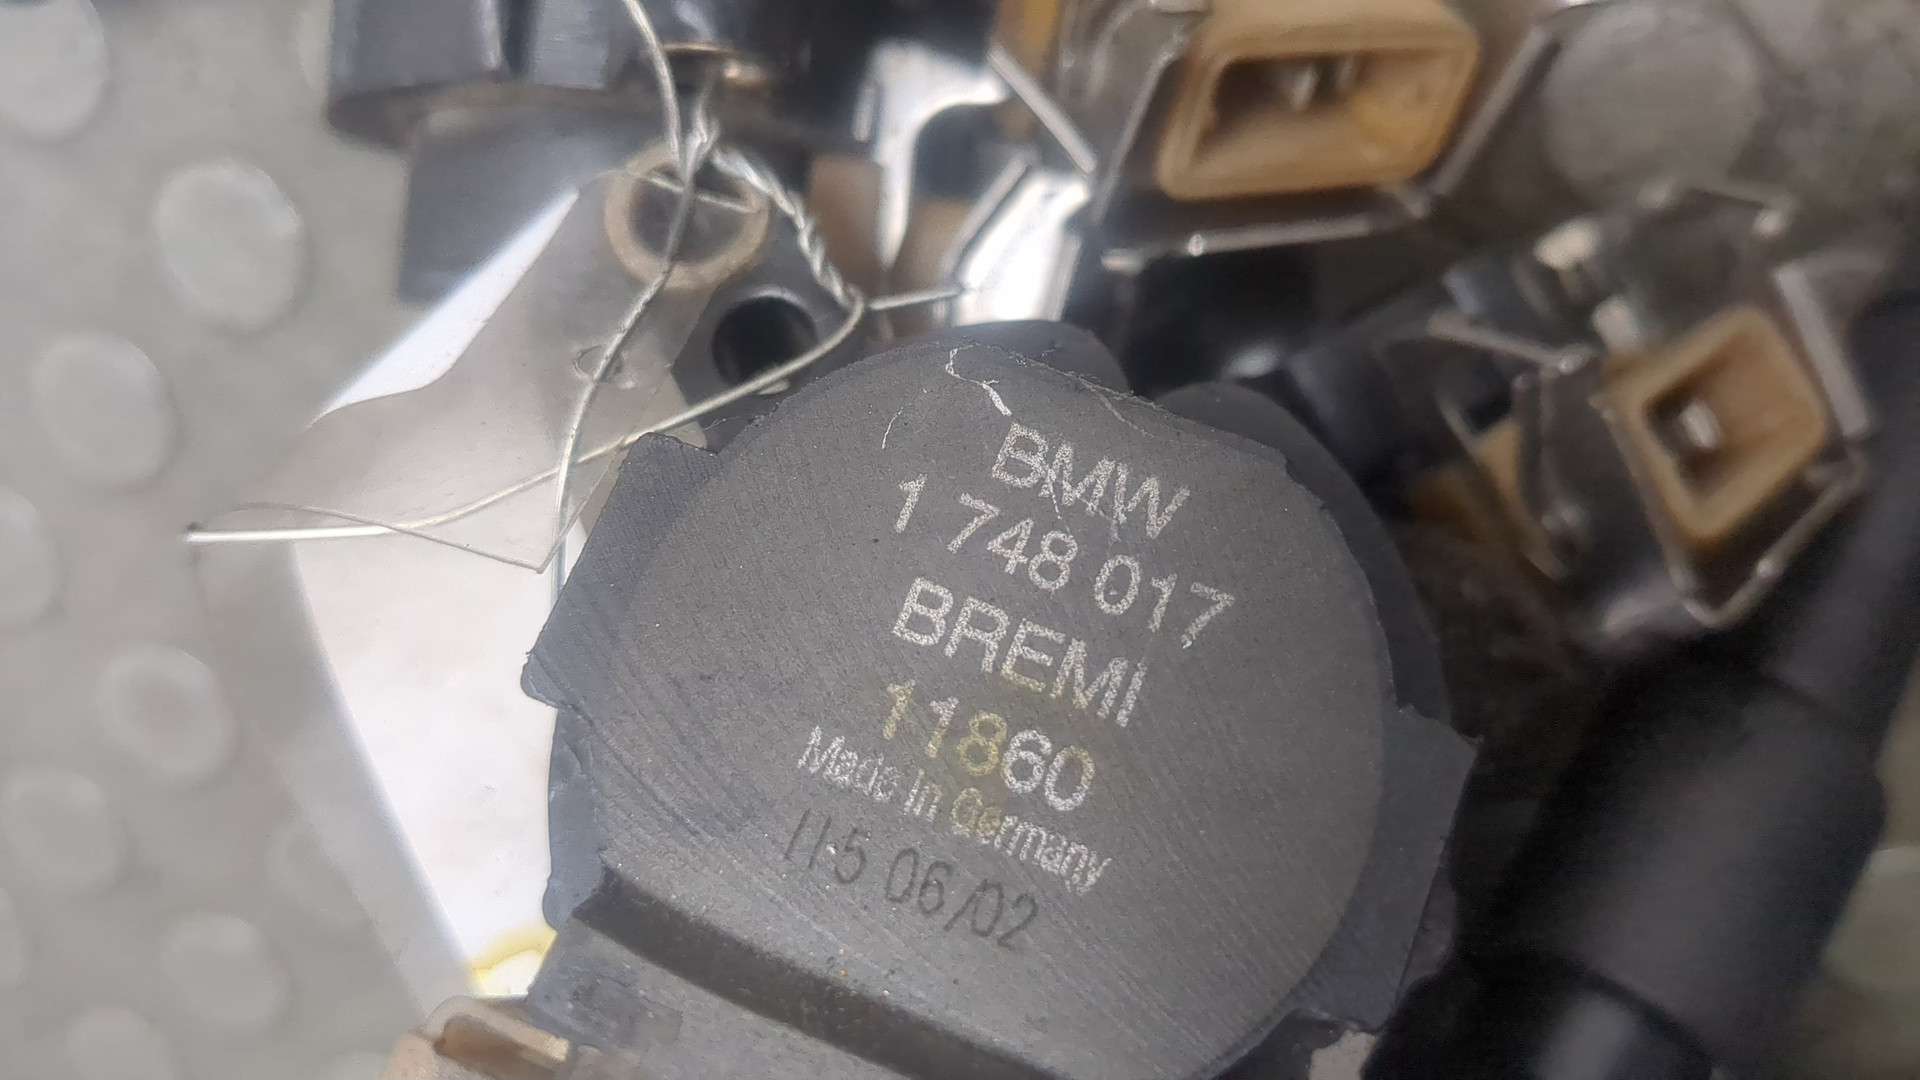 BMW
1 748 017
BREMI
11860
Made in Germany
11-5 06/02